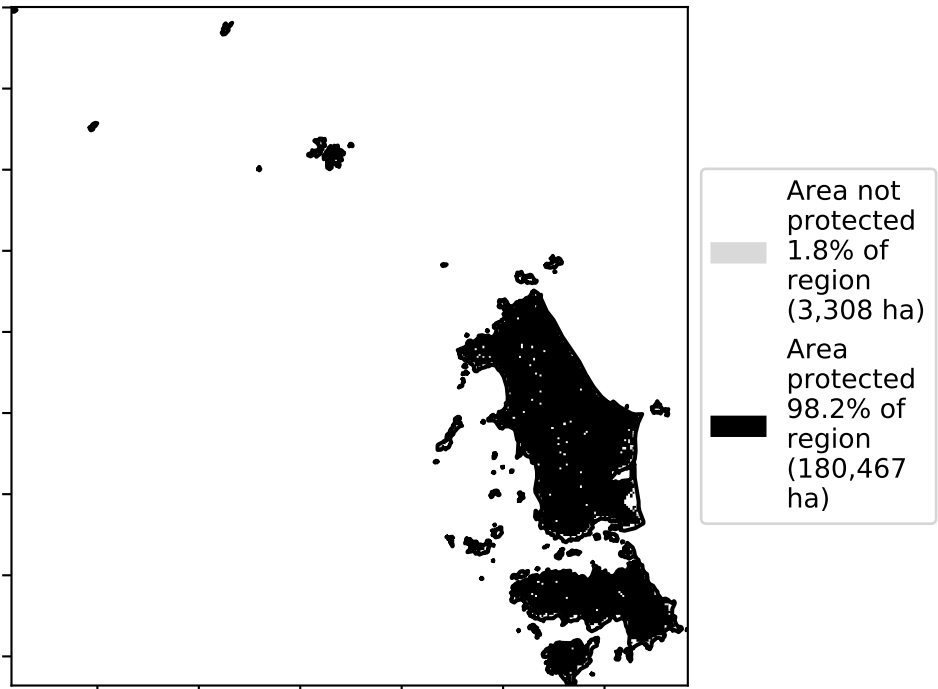 Area not
protected
1.8% of
region
(3,308 ha)
Area
protected
98.2% of
region
(180,467
ha)